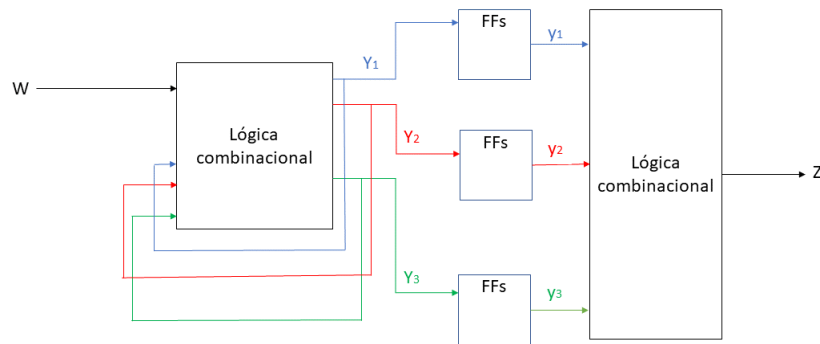 FFs
y1
Y1
W
Lógica
combinacional
Y2
FFs
y2
Lógica
combinacional
Z
Y3
FFs
y3